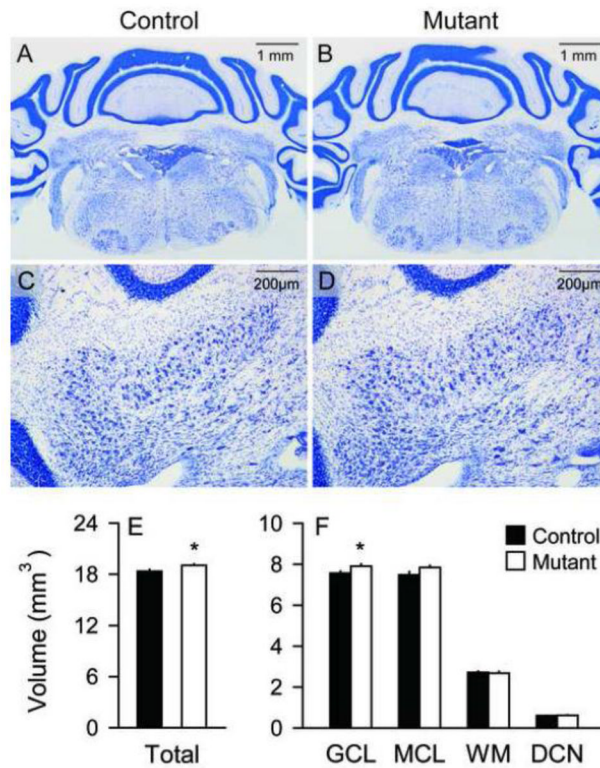 Control
Mutant
A
1 mm
B
1 mm
C
200µm
D
200µm
E
F
Control
Mutant
Volume (mm3)
24
18
12
6
0
*
Total
10
8
6
4
2
0
*
GCL
MCL
WM
DCN